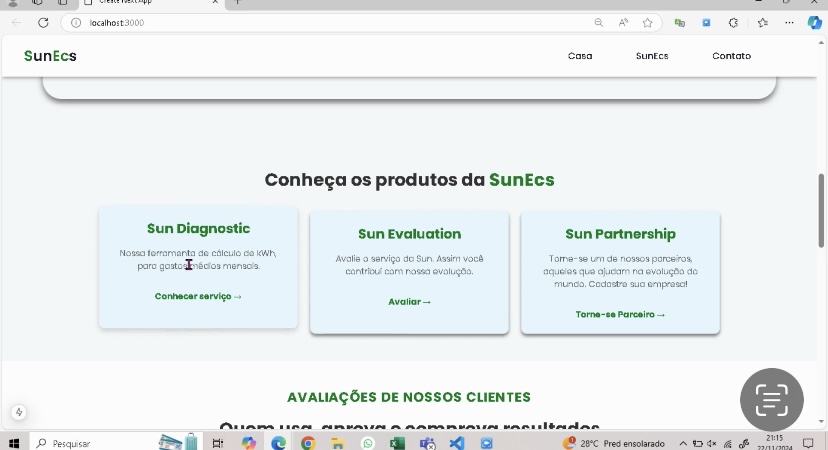 Create Next App
localhost:3000
SunEcs
Casa
SunEcs
Contato
Conheça os produtos da SunEcs
Sun Diagnostic
Nossa ferramenta de cálculo de kWh,
para gastos médios mensais.
Conhecer serviço →
Sun Evaluation
Avalie o serviço da Sun. Assim você
contribuí com nossa evolução.
Avaliar →
Sun Partnership
Torne-se um de nossos parceiros,
aqueles que ajudam na evolução do
mundo. Cadastre sua empresa!
Torne-se Parceiro →
AVALIAÇÕES DE NOSSOS CLIENTES
Quem usa, aprova e comprova resultados
Pesquisar
28°C Pred ensolarado
21:15
22/11/2024